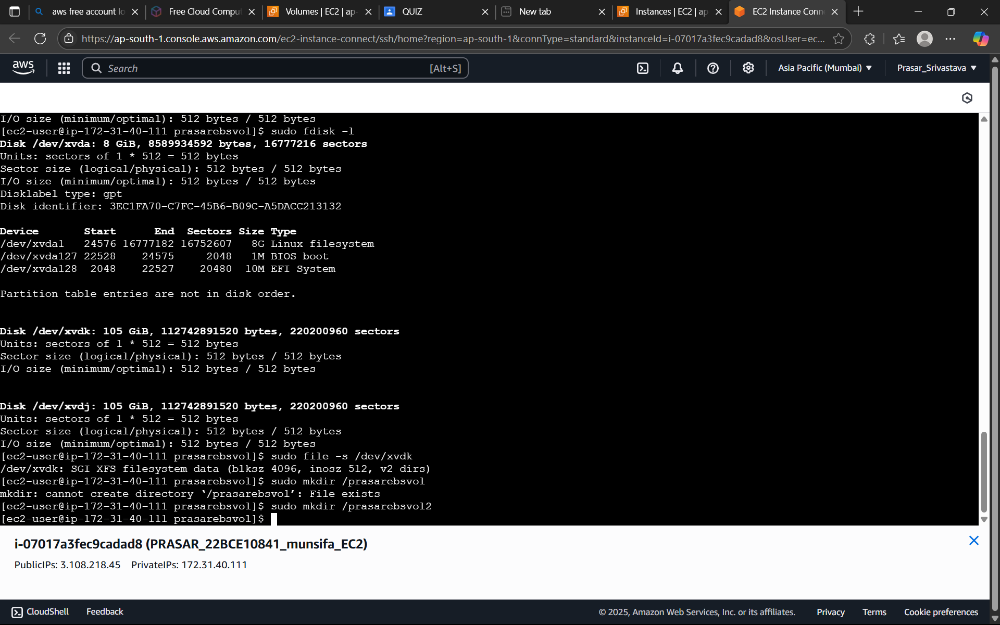 aws free account lo
Free Cloud Comput
Volumes | EC2 | ap-
QUIZ
New tab
Instances | EC2 | ap
EC2 Instance Conn
https://ap-south-1.console.aws.amazon.com/ec2-instance-connect/ssh/home?region=ap-south-1&connType=standard&instanceId=i-07017a3fec9cadad8&osUser=ec...
aws
Search
[Alt+S]
Asia Pacific (Mumbai)
Prasar_Srivastava
I/O size (minimum/optimal): 512 bytes / 512 bytes
[ec2-user@ip-172-31-40-111 prasarebsvol]$ sudo fdisk -l
Disk /dev/xvda: 8 GiB, 8589934592 bytes, 16777216 sectors
Units: sectors of 1 * 512 = 512 bytes
Sector size (logical/physical): 512 bytes / 512 bytes
I/O size (minimum/optimal): 512 bytes / 512 bytes
Disklabel type: gpt
Disk identifier: 3EC1FA70-C7FC-45B6-B09C-A5DACC213132
Device Start End Sectors Size Type
/dev/xvda1 24576 16777182 16752607 8G Linux filesystem
/dev/xvda127 22528 24575 2048 1M BIOS boot
/dev/xvda128 2048 22527 20480 10M EFI System
Partition table entries are not in disk order.
Disk /dev/xvdk: 105 GiB, 112742891520 bytes, 220200960 sectors
Units: sectors of 1 * 512 = 512 bytes
Sector size (logical/physical): 512 bytes / 512 bytes
I/O size (minimum/optimal): 512 bytes / 512 bytes
Disk /dev/xvdj: 105 GiB, 112742891520 bytes, 220200960 sectors
Units: sectors of 1 * 512 = 512 bytes
Sector size (logical/physical): 512 bytes / 512 bytes
I/O size (minimum/optimal): 512 bytes / 512 bytes
[ec2-user@ip-172-31-40-111 prasarebsvol]$ sudo file -s /dev/xvdk
/dev/xvdk: SGI XFS filesystem data (blksz 4096, inosz 512, v2 dirs)
[ec2-user@ip-172-31-40-111 prasarebsvol]$ sudo mkdir /prasarebsvol
mkdir: cannot create directory ‘/prasarebsvol’: File exists
[ec2-user@ip-172-31-40-111 prasarebsvol]$ sudo mkdir /prasarebsvol2
[ec2-user@ip-172-31-40-111 prasarebsvol]$
i-07017a3fec9cadad8 (PRASAR_22BCE10841_munsifa_EC2)
PublicIPs: 3.108.218.45 PrivateIPs: 172.31.40.111
CloudShell
Feedback
© 2025, Amazon Web Services, Inc. or its affiliates.
Privacy
Terms
Cookie preferences